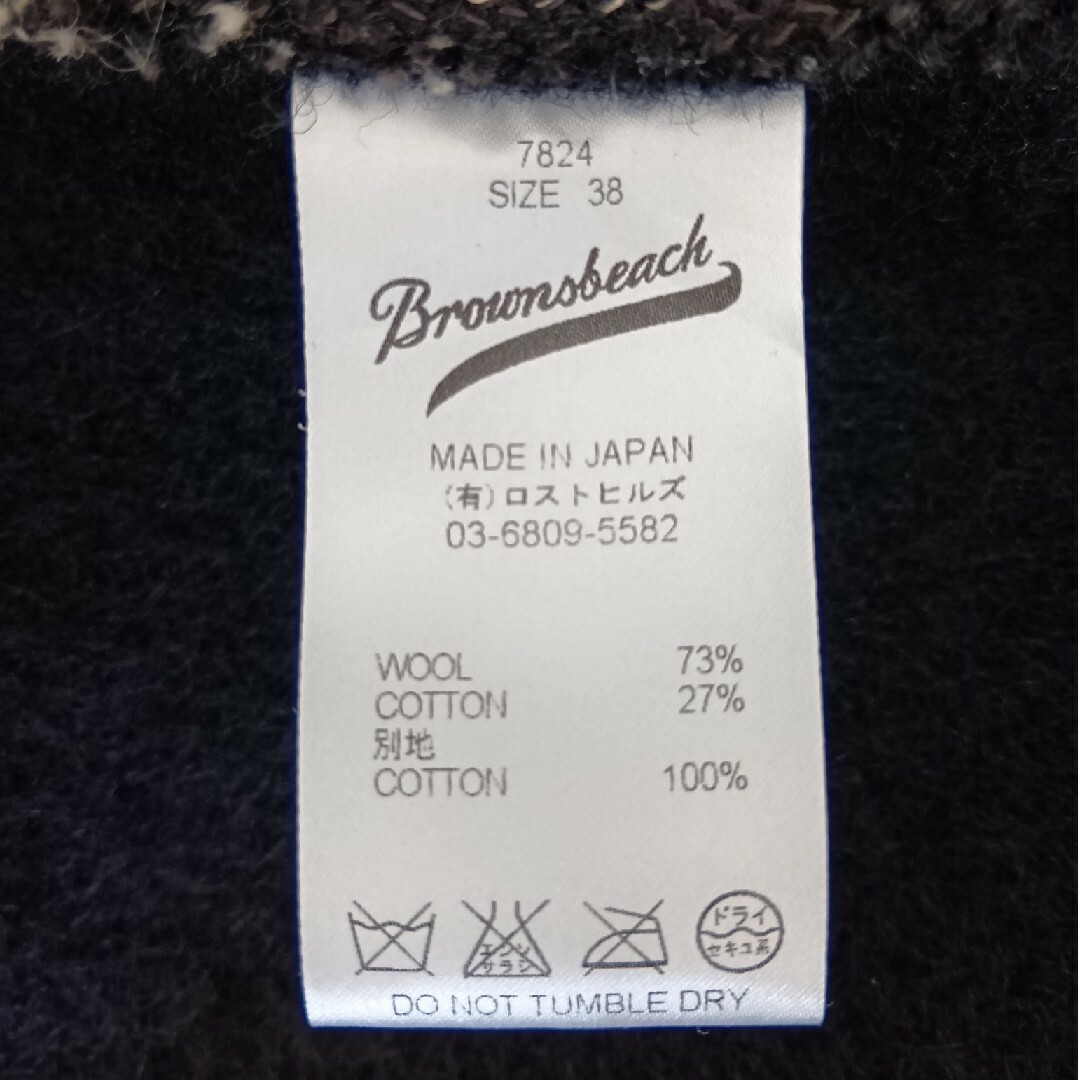 7824
SIZE 38
Brownsbeach
MADE IN JAPAN
(有)ロストヒルズ
03-6809-5582
WOOL 73%
COTTON 27%
別地
COTTON 100%
エンソ
サラシ
ドライ
セキユ系
DO NOT TUMBLE DRY